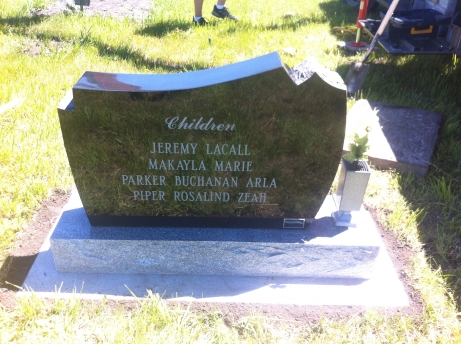 Children
JEREMY LACALL
MAKAYLA MARIE
PARKER BUCHANAN ARLA
PIPER ROSALIND ZEAH